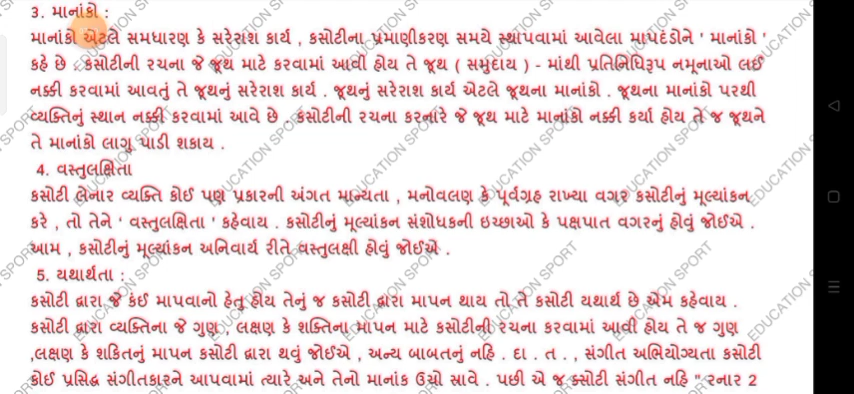 3. માનાંકો :
માનાંકો એટલે સમધારણ કે સરેરાશ કાર્ય , કસોટીના પ્રમાણીકરણ સમયે સ્થાપવામાં આવેલા માપદંડોને ' માનાંકો '
કહે છે . કસોટીની રચના જે જૂથ માટે કરવામાં આવી હોય તે જૂથ ( સમુદાય ) - માંથી પ્રતિનિધિરૂપ નમૂનાઓ લઈ
નક્કી કરવામાં આવતું તે જૂથનું સરેરાશ કાર્ય . જૂથનું સરેરાશ કાર્ય એટલે જૂથના માનાંકો . જૂથના માનાંકો પરથી
વ્યક્તિનું સ્થાન નક્કી કરવામાં આવે છે . કસોટીની રચના કરનારે જે જૂથ માટે માનાંકો નક્કી કર્યા હોય તે જ જૂથને
તે માનાંકો લાગુ પાડી શકાય .
4. વસ્તુલક્ષિતા
કસોટી લેનાર વ્યક્તિ કોઈ પણ પ્રકારની અંગત માન્યતા , મનોવલણ કે પૂર્વગ્રહ રાખ્યા વગર કસોટીનું મૂલ્યાંકન
કરે , તો તેને ' વસ્તુલક્ષિતા ' કહેવાય . કસોટીનું મૂલ્યાંકન સંશોધકની ઇચ્છાઓ કે પક્ષપાત વગરનું હોવું જોઈએ .
આમ , કસોટીનું મૂલ્યાંકન અનિવાર્ય રીતે વસ્તુલક્ષી હોવું જોઈએ .
5. યથાર્થતા :
કસોટી દ્વારા જે કંઈ માપવાનો હેતુ હોય તેનું જ કસોટી દ્વારા માપન થાય તો તે કસોટી યથાર્થ છે એમ કહેવાય .
કસોટી દ્વારા વ્યક્તિના જે ગુણ , લક્ષણ કે શક્તિના માપન માટે કસોટીની રચના કરવામાં આવી હોય તે જ ગુણ
,લક્ષણ કે શકિતનું માપન કસોટી દ્વારા થવું જોઈએ , અન્ય બાબતનું નહિ . દા . ત . , સંગીત અભિયોગ્યતા કસોટી
કોઈ પ્રસિદ્ધ સંગીતકારને આપવામાં ત્યારે અને તેનો માનાંક ઉંચો આવે . પછી એ જ ક્સોટી સંગીત નહિ " રનાર 2
EDUCATION SPORT